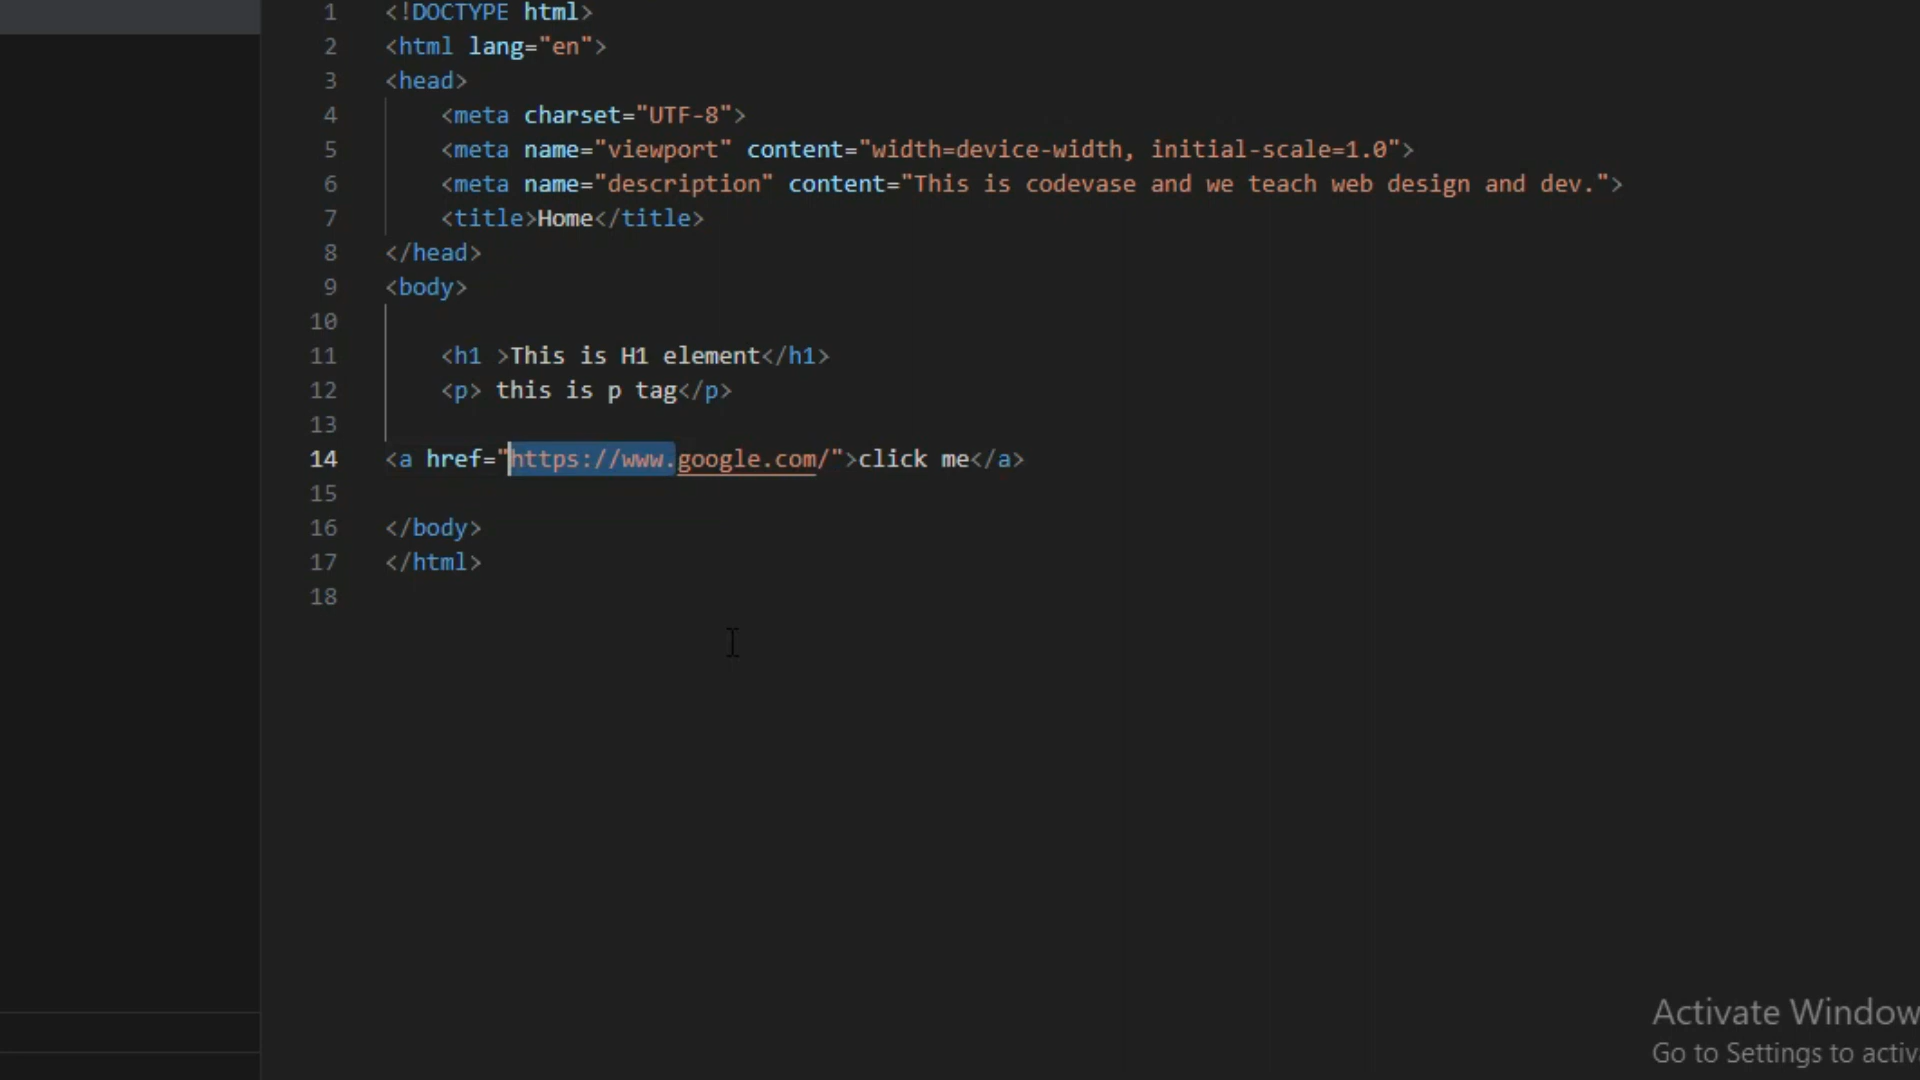 1 <!DOCTYPE html>
2 <html lang="en">
3 <head>
4     <meta charset="UTF-8">
5     <meta name="viewport" content="width=device-width, initial-scale=1.0">
6     <meta name="description" content="This is codevase and we teach web design and dev.">
7     <title>Home</title>
8 </head>
9 <body>
10
11     <h1 >This is H1 element</h1>
12     <p> this is p tag</p>
13
14 <a href="https://www.google.com/">click me</a>
15
16 </body>
17 </html>
18
Activate Window
Go to Settings to activ